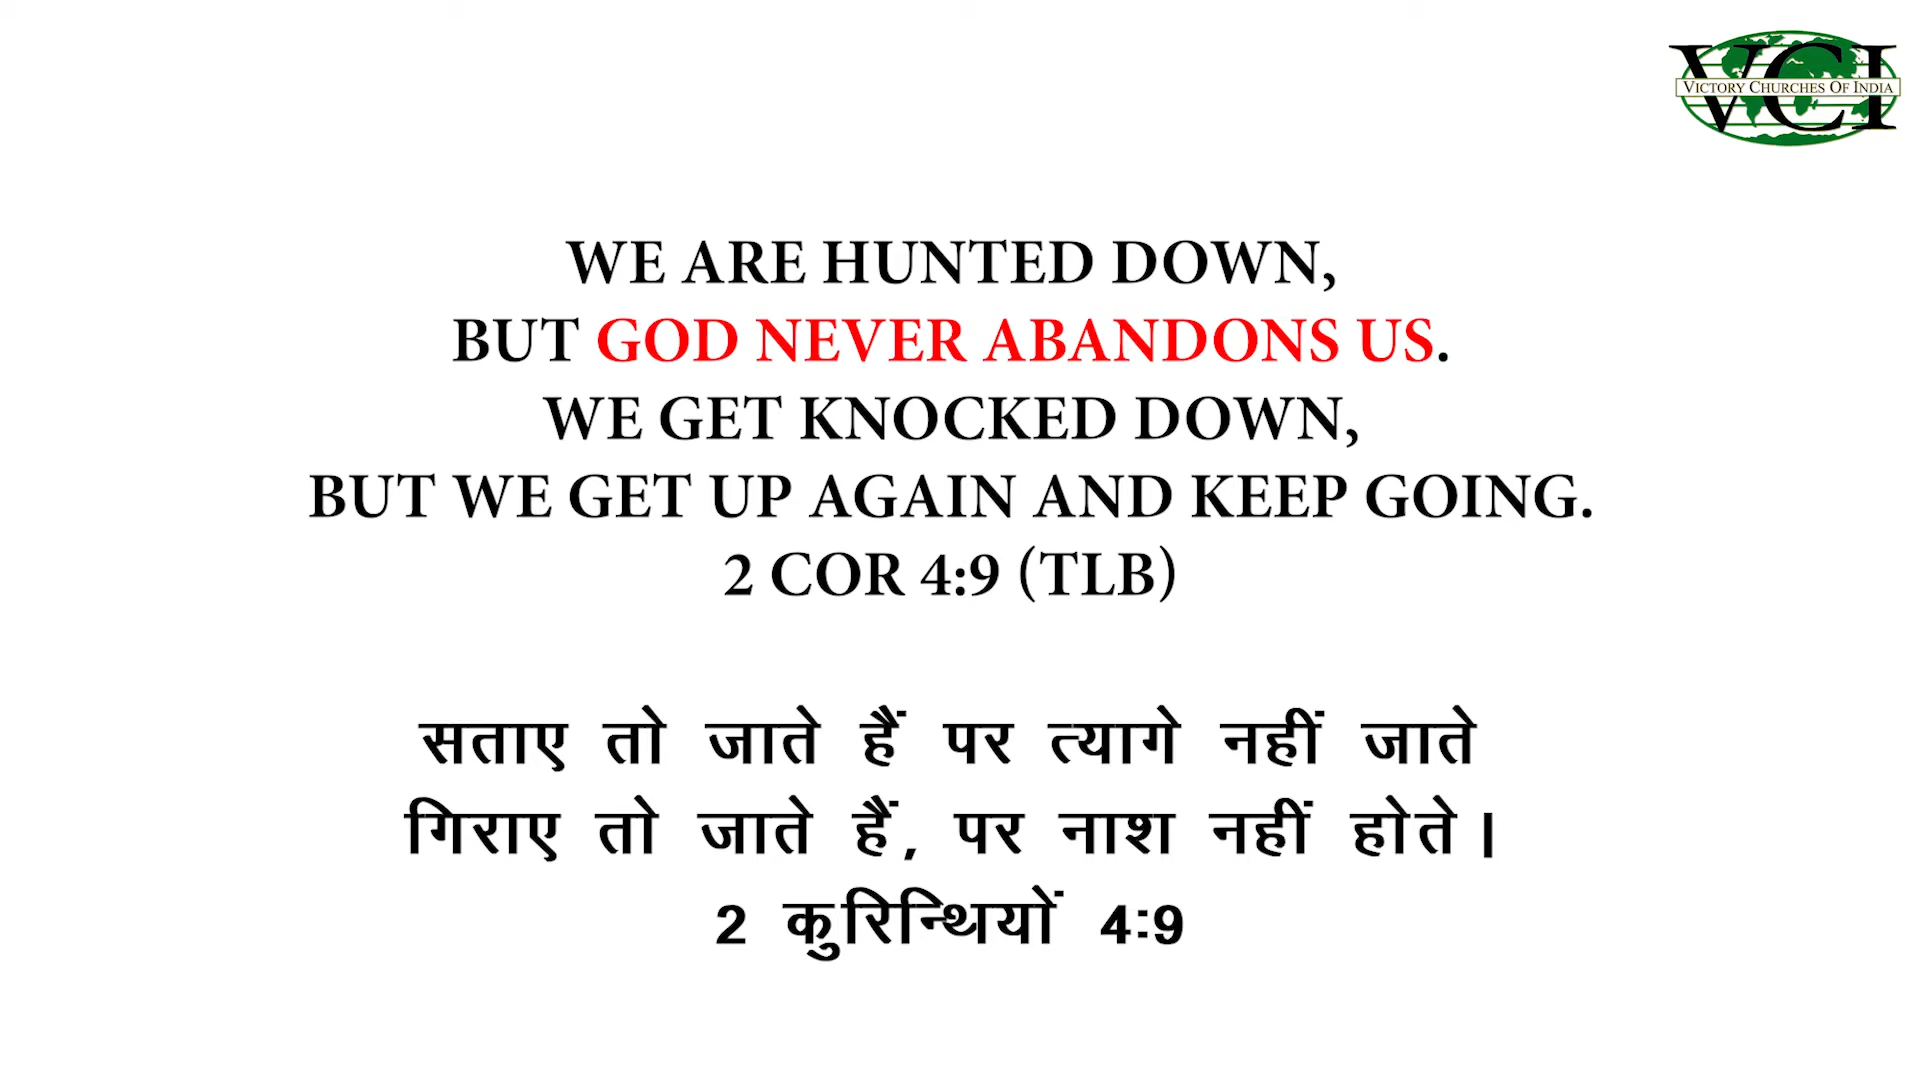 VCI
VICTORY CHURCHES OF INDIA
WE ARE HUNTED DOWN,
BUT GOD NEVER ABANDONS US.
WE GET KNOCKED DOWN,
BUT WE GET UP AGAIN AND KEEP GOING.
2 COR 4:9 (TLB)
सताए तो जाते हैं पर त्यागे नहीं जाते
गिराए तो जाते हैं, पर नाश नहीं होते।
2 कुरिन्थियों 4:9